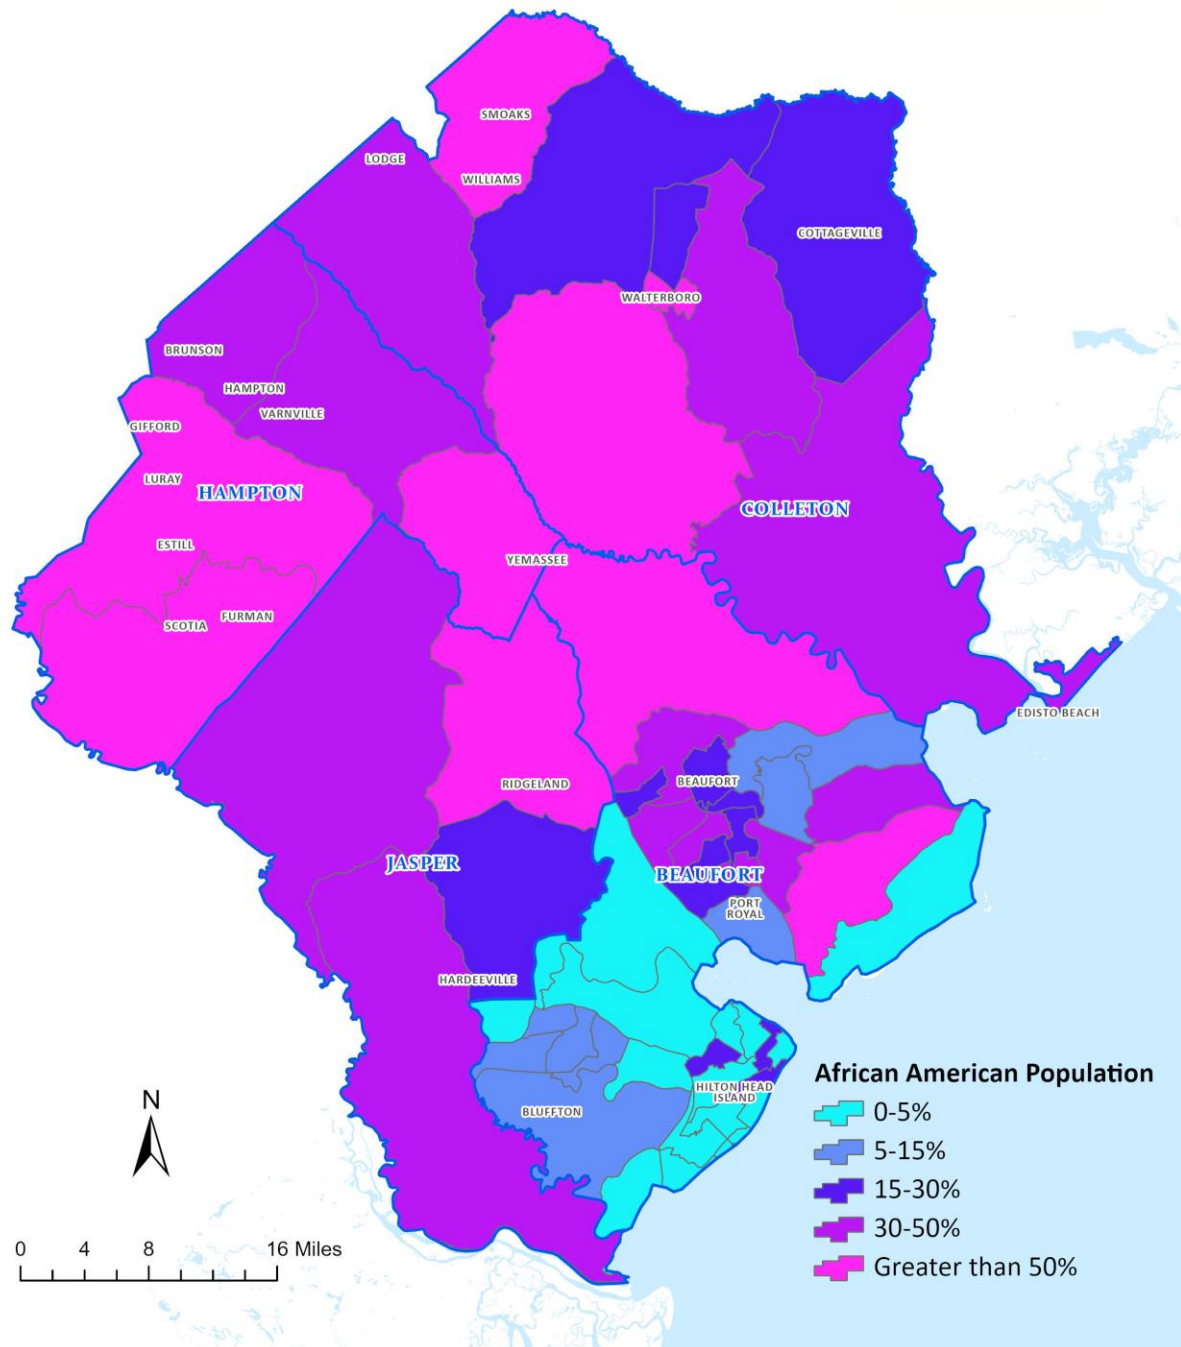 SMOAKS
LODGE
WILLIAMS
COTTAGEVILLE
WALTERBORO
BRUNSON
HAMPTON
VARNVILLE
GIFFORD
LURAY
HAMPTON
COLLETON
ESTILL
YEMASSEE
FURMAN
SCOTIA
EDISTO BEACH
RIDGELAND
BEAUFORT
JASPER
BEAUFORT
PORT
ROYAL
HARDEEVILLE
HILTON HEAD
ISLAND
BLUFFTON
N
0 4 8 16 Miles
African American Population
0-5%
5-15%
15-30%
30-50%
Greater than 50%